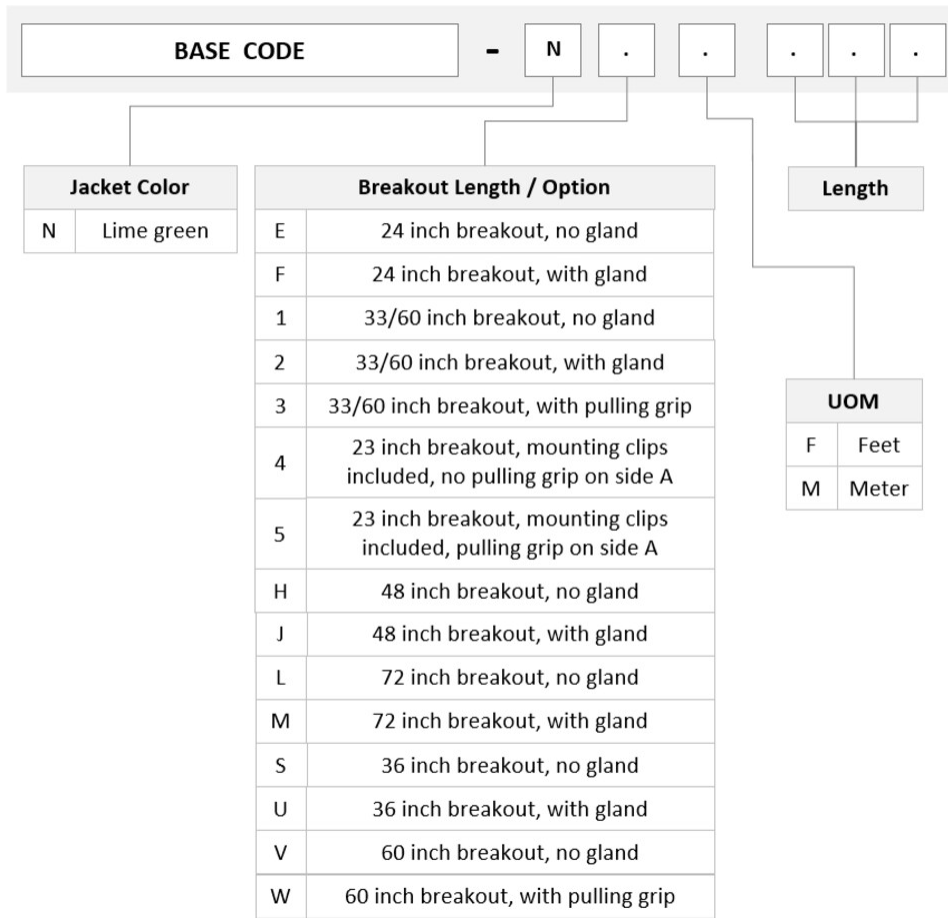 BASE CODE - N . . . . .
Jacket Color
N Lime green
Breakout Length / Option
E 24 inch breakout, no gland
F 24 inch breakout, with gland
1 33/60 inch breakout, no gland
2 33/60 inch breakout, with gland
3 33/60 inch breakout, with pulling grip
4 23 inch breakout, mounting clips
included, no pulling grip on side A
5 23 inch breakout, mounting clips
included, pulling grip on side A
H 48 inch breakout, no gland
J 48 inch breakout, with gland
L 72 inch breakout, no gland
M 72 inch breakout, with gland
S 36 inch breakout, no gland
U 36 inch breakout, with gland
V 60 inch breakout, no gland
W 60 inch breakout, with pulling grip
Length
UOM
F Feet
M Meter